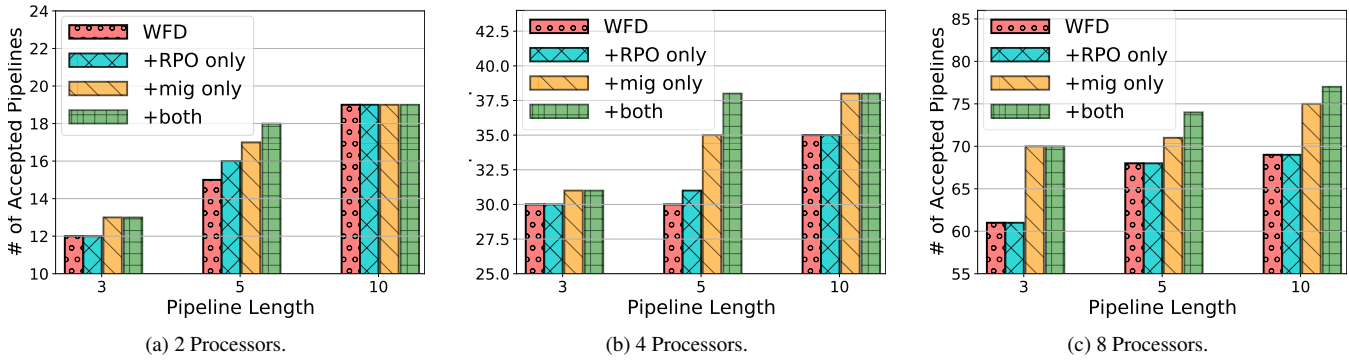 # of Accepted Pipelines
24
22
20
18
16
14
12
10
WFD
+RPO only
+mig only
+both
3
5
10
Pipeline Length
(a) 2 Processors.
42.5
40.0
37.5
35.0
32.5
30.0
27.5
25.0
WFD
+RPO only
+mig only
+both
3
5
10
Pipeline Length
(b) 4 Processors.
# of Accepted Pipelines
85
80
75
70
65
60
55
WFD
+RPO only
+mig only
+both
3
5
10
Pipeline Length
(c) 8 Processors.